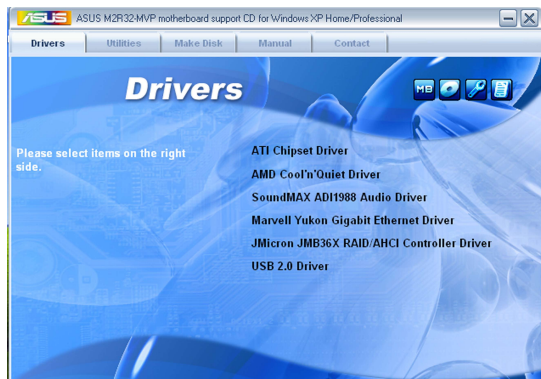 ASUS ASUS M2R32-MVP motherboard support CD for Windows XP Home/Professional
Drivers Utilities Make Disk Manual Contact
Drivers
MB
Please select items on the right
side.
ATI Chipset Driver
AMD Cool'n'Quiet Driver
SoundMAX ADI1988 Audio Driver
Marvell Yukon Gigabit Ethernet Driver
JMicron JMB36X RAID/AHCI Controller Driver
USB 2.0 Driver